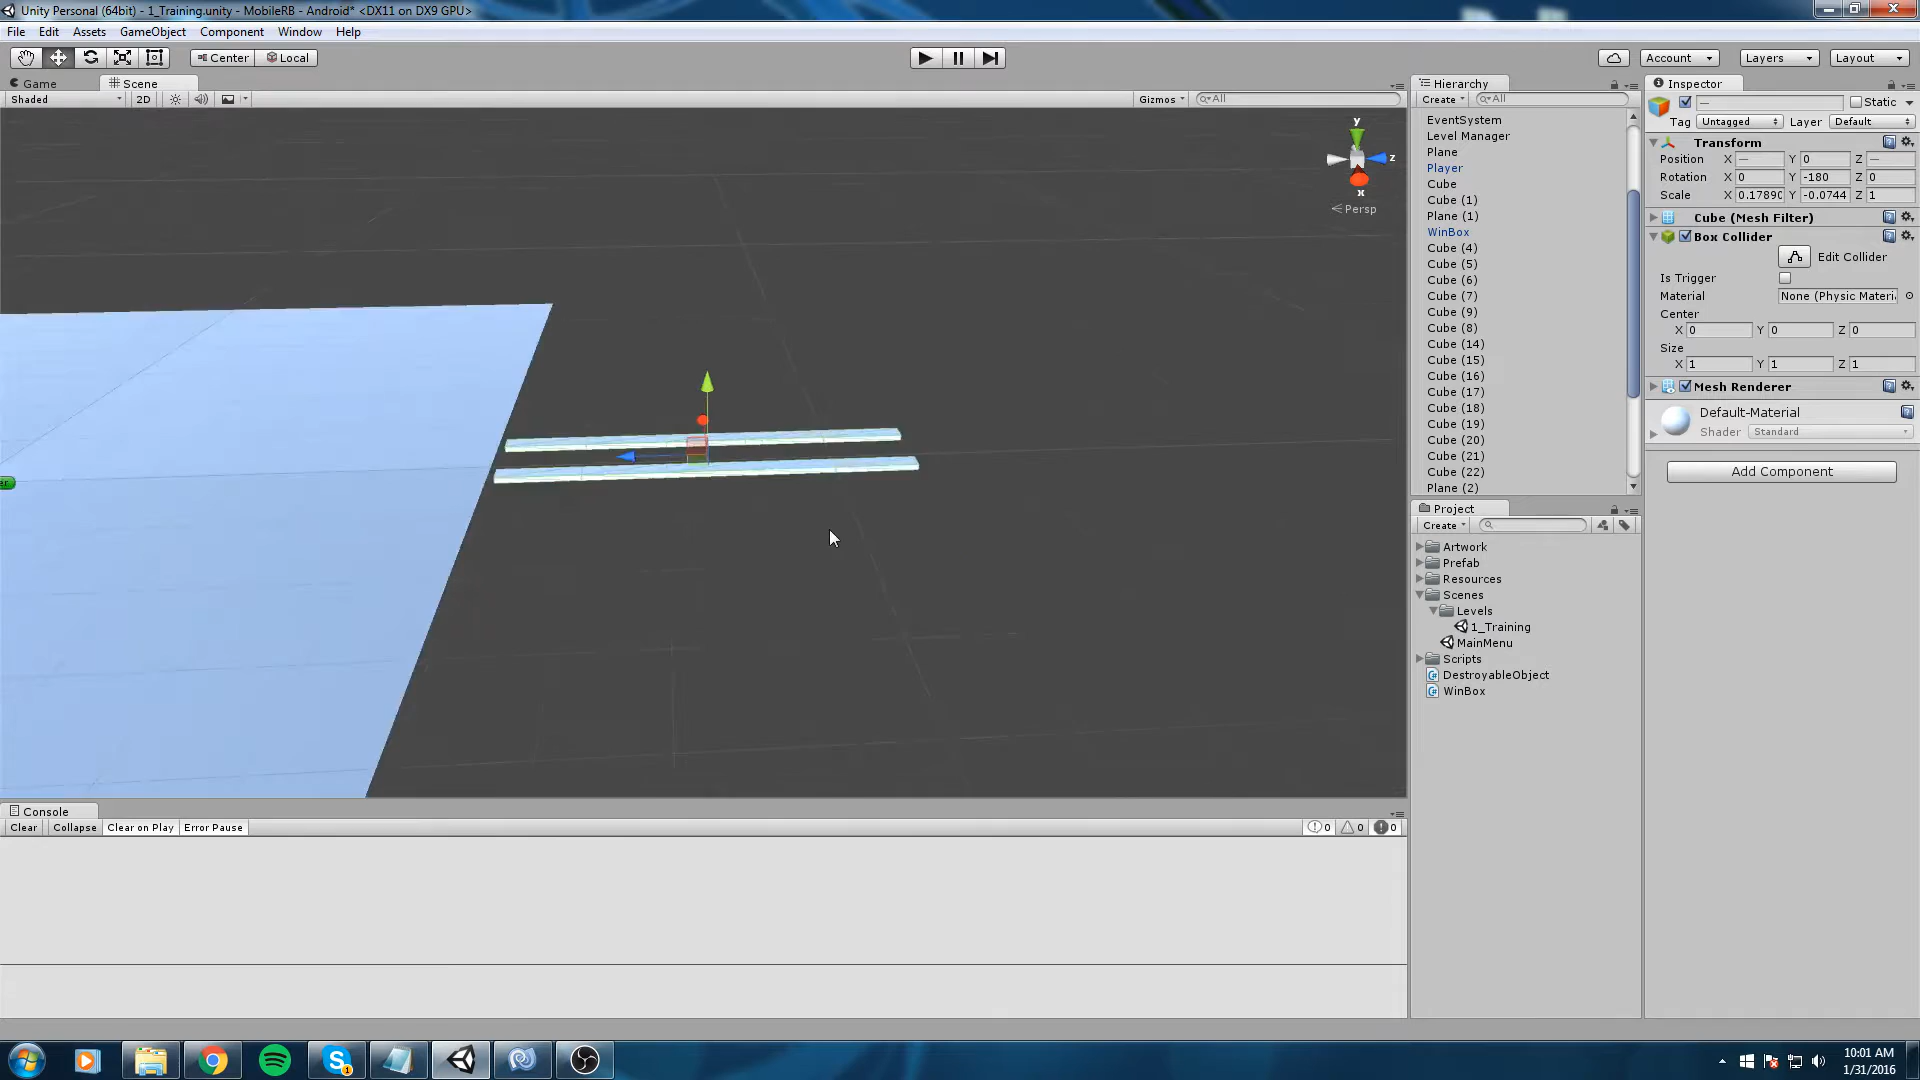 Unity Personal (64bit) - 1_Training.unity - MobileRB - Android* <DX11 on DX9 GPU>
File Edit Assets GameObject Component Window Help
Center Local Account Layers Layout
Game Scene
Shaded 2D Gizmos All
y
z
x
Persp
Hierarchy
Create All
EventSystem
Level Manager
Plane
Player
Cube
Cube (1)
Plane (1)
WinBox
Cube (4)
Cube (5)
Cube (6)
Cube (7)
Cube (9)
Cube (8)
Cube (14)
Cube (15)
Cube (16)
Cube (17)
Cube (18)
Cube (19)
Cube (20)
Cube (21)
Cube (22)
Plane (2)
Project
Create
Artwork
Prefab
Resources
Scenes
Levels
1_Training
MainMenu
Scripts
DestroyableObject
WinBox
Inspector
— Static
Tag Untagged Layer Default
Transform
Position X — Y 0 Z —
Rotation X 0 Y -180 Z 0
Scale X 0.1789 Y -0.0744 Z 1
Cube (Mesh Filter)
Box Collider
Edit Collider
Is Trigger
Material None (Physic Materi
Center
X 0 Y 0 Z 0
Size
X 1 Y 1 Z 1
Mesh Renderer
Default-Material
Shader Standard
Add Component
Console
Clear Collapse Clear on Play Error Pause 0 0 0
10:01 AM
1/31/2016